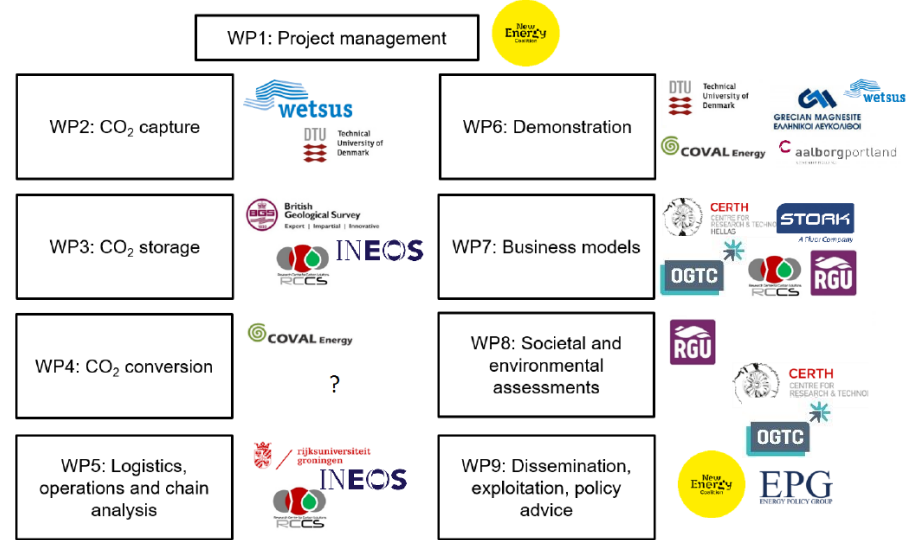 WP1: Project management
New
Energy
Coalition
WP2: CO₂ capture
wetsus
DTU
Technical
University of
Denmark
WP6: Demonstration
DTU
Technical
University of
Denmark
GRECIAN MAGNESITE
ΕΛΛΗΝΙΚΟΙ ΛΕΥΚΟΛΙΘΟΙ
wetsus
COVAL Energy
aalborgportland
WP3: CO₂ storage
BGS
British
Geological Survey
Expert | Impartial | Innovative
INEOS
RCCS
WP7: Business models
CERTH
CENTRE FOR
RESEARCH & TECHNO
HELLAS
STORK
A Fluor Company
OGTC
RCCS
RGU
WP4: CO₂ conversion
COVAL Energy
?
WP8: Societal and
environmental
assessments
RGU
CERTH
CENTRE FOR
RESEARCH & TECHNOI
OGTC
WP5: Logistics,
operations and chain
analysis
rijksuniversiteit
groningen
INEOS
RCCS
WP9: Dissemination,
exploitation, policy
advice
New
Energy
Coalition
EPG
ENERGY POLICY GROUP